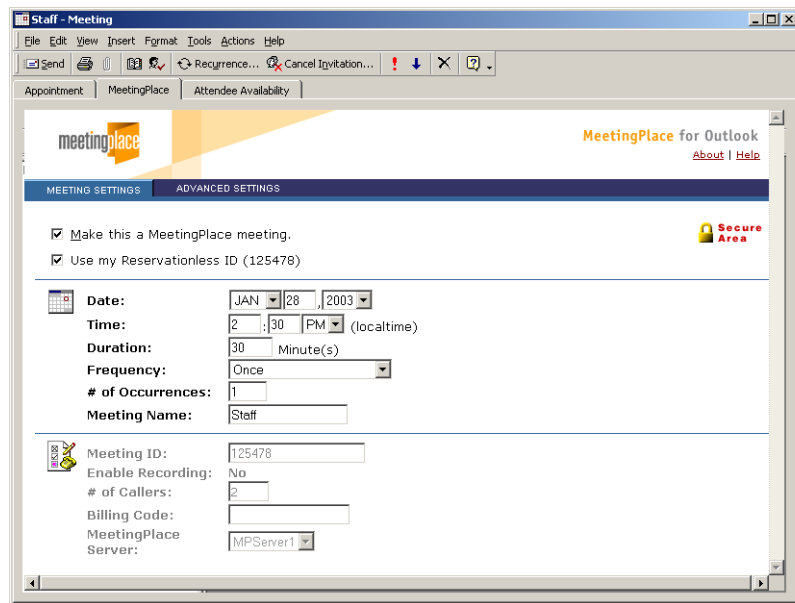 Staff - Meeting
File Edit View Insert Format Tools Actions Help
Send Recurrence... Cancel Invitation...
Appointment MeetingPlace Attendee Availability
meetingplace MeetingPlace for Outlook
About | Help
MEETING SETTINGS ADVANCED SETTINGS
Make this a MeetingPlace meeting. Secure Area
Use my Reservationless ID (125478)
Date: JAN 28 , 2003
Time: 2 : 30 PM (localtime)
Duration: 30 Minute(s)
Frequency: Once
# of Occurrences: 1
Meeting Name: Staff
Meeting ID: 125478
Enable Recording: No
# of Callers: 2
Billing Code:
MeetingPlace Server: MPServer1